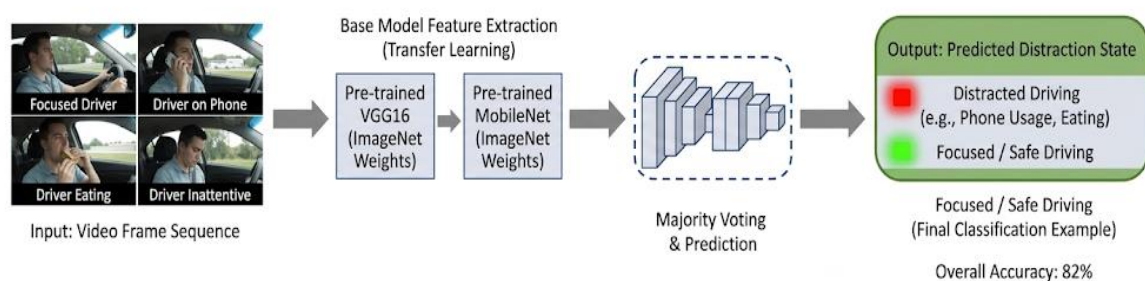 Focused Driver
Driver on Phone
Driver Eating
Driver Inattentive
Input: Video Frame Sequence
Base Model Feature Extraction
(Transfer Learning)
Pre-trained
VGG16
(ImageNet
Weights)
Pre-trained
MobileNet
(ImageNet
Weights)
Majority Voting
& Prediction
Output: Predicted Distraction State
Distracted Driving
(e.g., Phone Usage, Eating)
Focused / Safe Driving
Focused / Safe Driving
(Final Classification Example)
Overall Accuracy: 82%